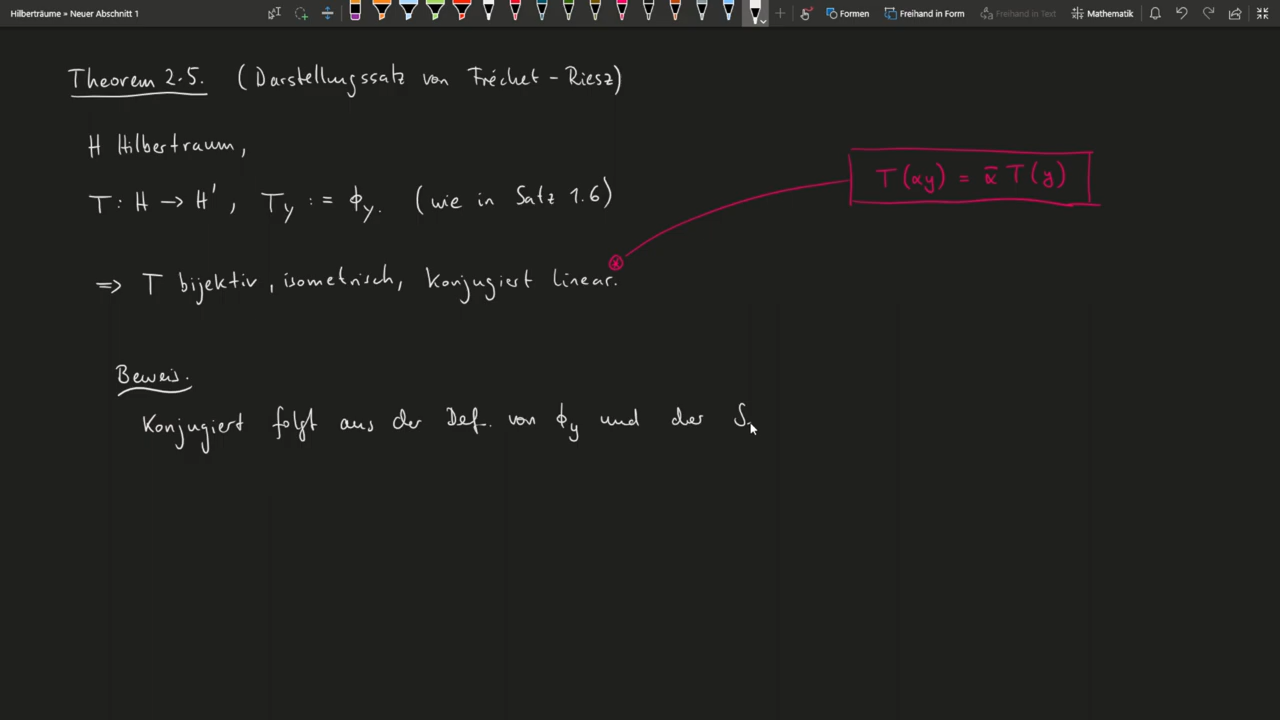 Hilberträume » Neuer Abschnitt 1
Formen
Freihand in Form
Freihand in Text
Mathematik
Theorem 2.5. (Darstellungssatz von Fréchet - Riesz)
H Hilbertraum,
T(αy) = ᾱ T(y)
T : H → H', Ty := ϕy. (wie in Satz 1.6)
⇒ T bijektiv, isometrisch, Konjugiert linear.
Beweis.
Konjugiert folgt aus der Def. von ϕy und der